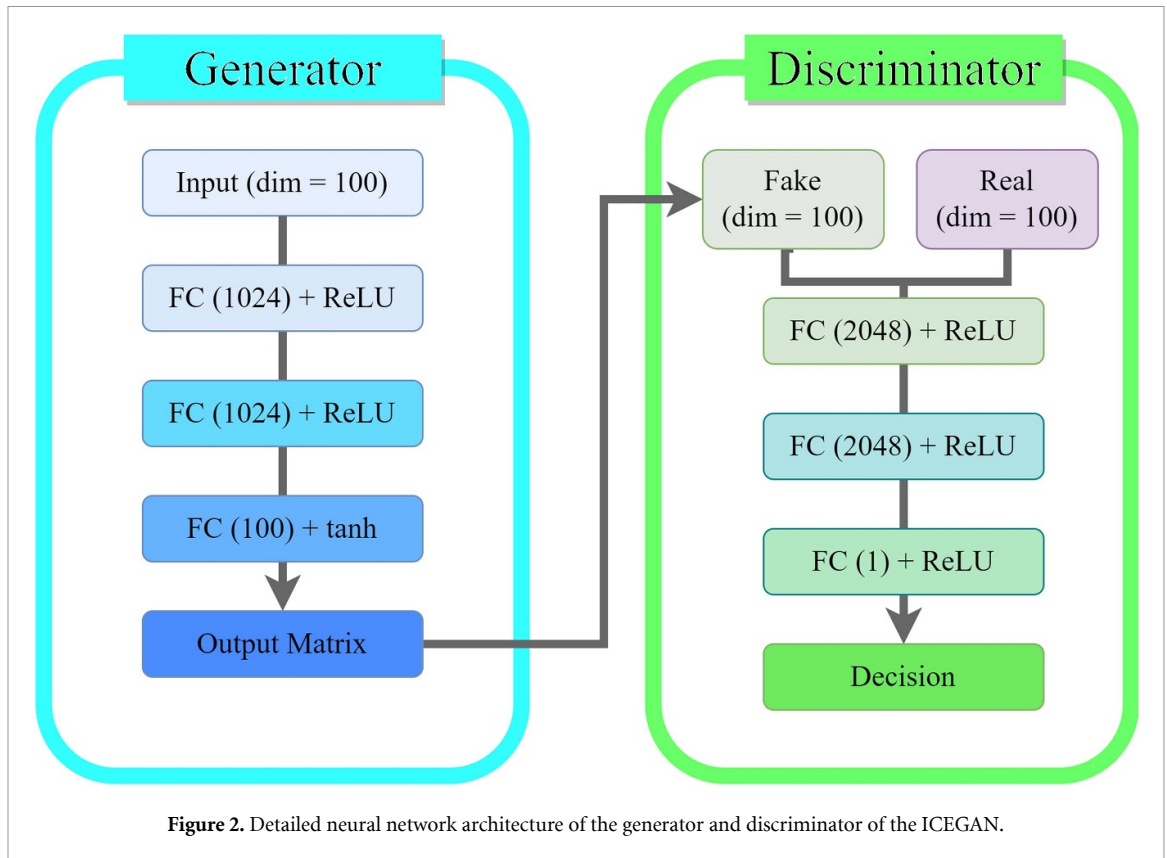 Generator
Input (dim = 100)
FC (1024) + ReLU
FC (1024) + ReLU
FC (100) + tanh
Output Matrix
Discriminator
Fake
(dim = 100)
Real
(dim = 100)
FC (2048) + ReLU
FC (2048) + ReLU
FC (1) + ReLU
Decision
Figure 2. Detailed neural network architecture of the generator and discriminator of the ICEGAN.